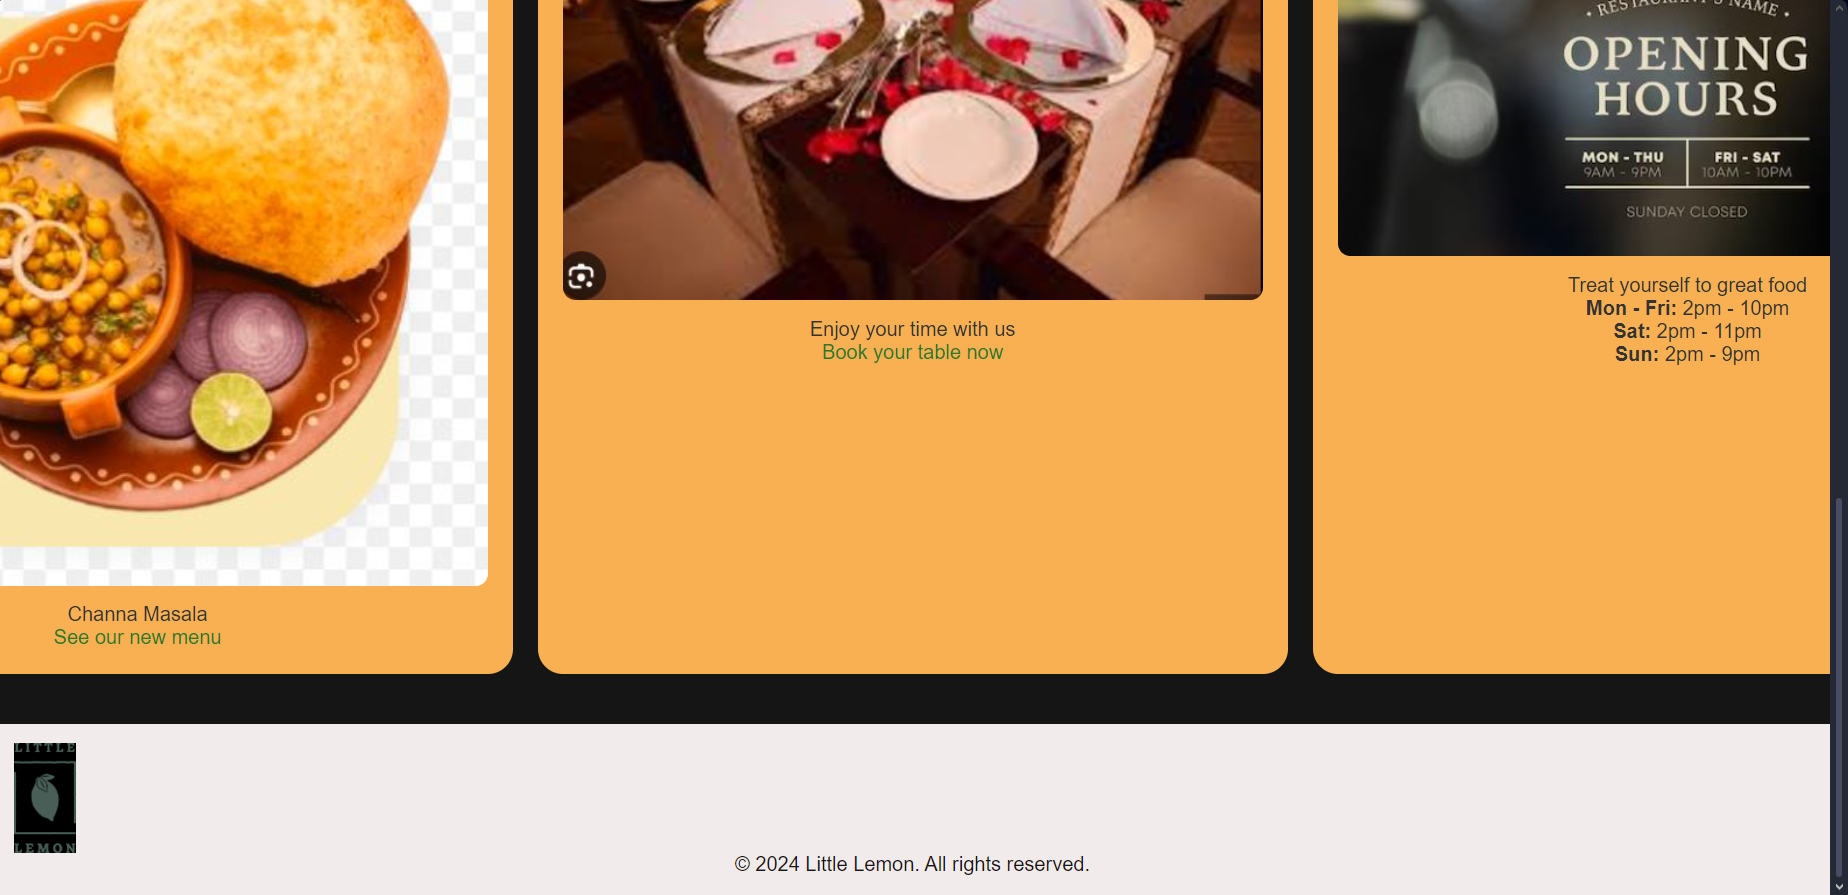 Channa Masala
See our new menu
Enjoy your time with us
Book your table now
• RESTAURANT'S NAME •
OPENING
HOURS
MON - THU
9AM - 9PM
FRI - SAT
10AM - 10PM
SUNDAY CLOSED
Treat yourself to great food
Mon - Fri: 2pm - 10pm
Sat: 2pm - 11pm
Sun: 2pm - 9pm
LITTLE
LEMON
© 2024 Little Lemon. All rights reserved.